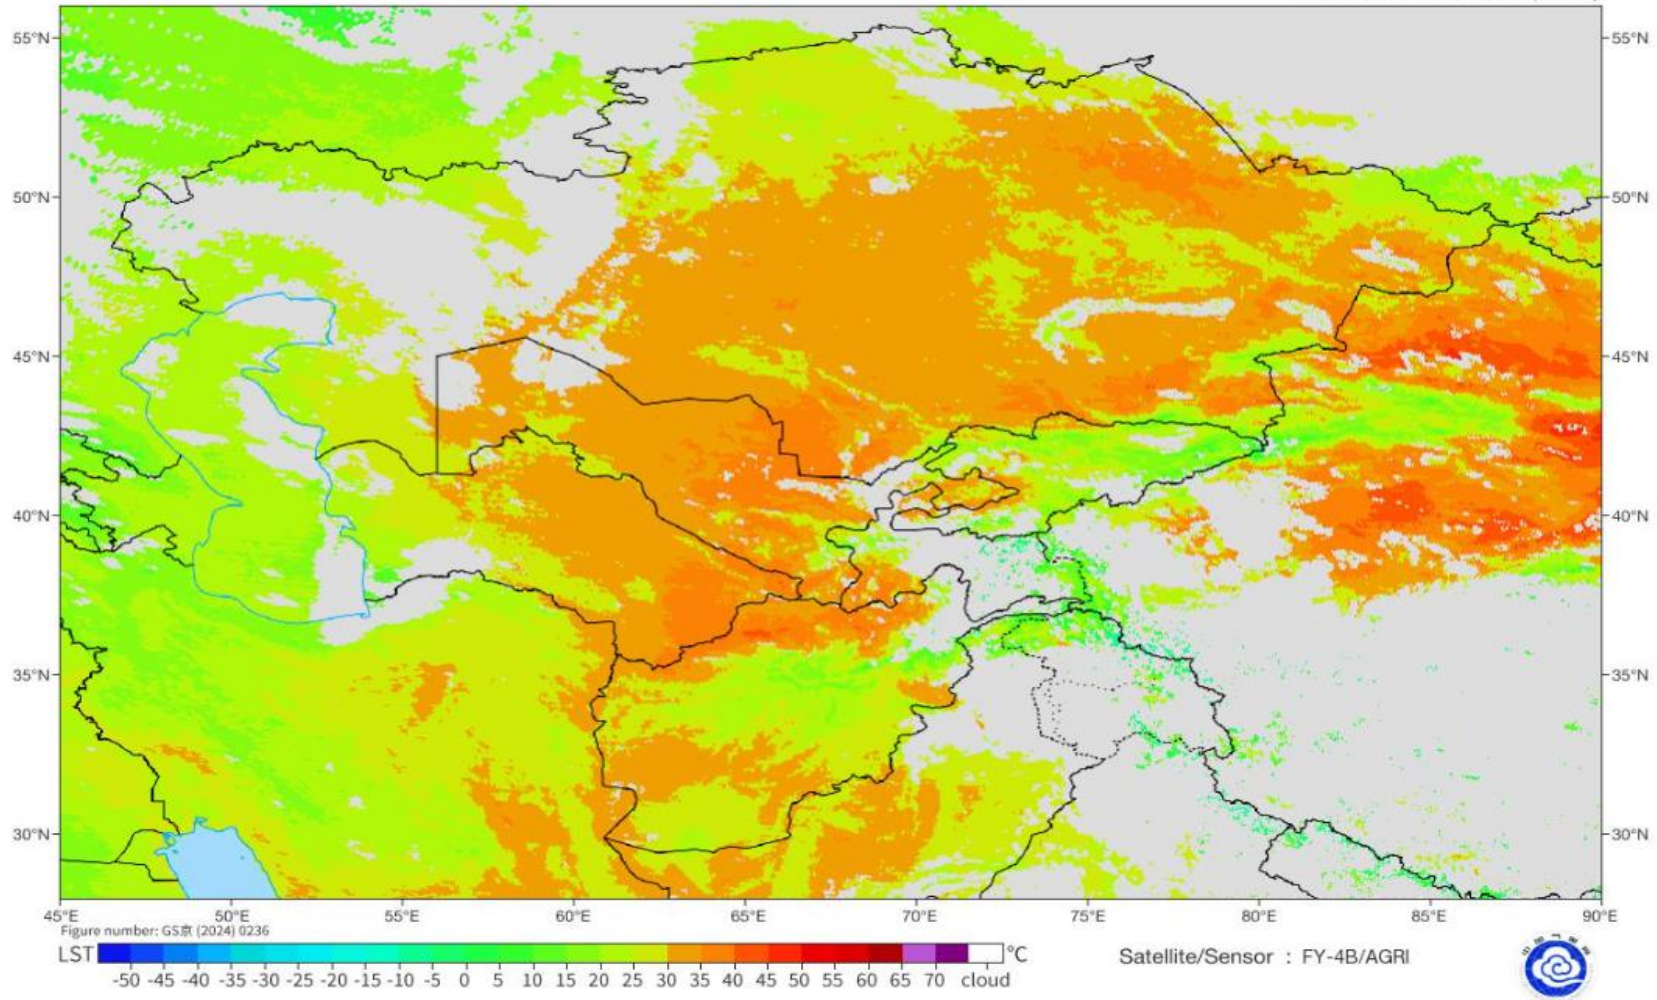 55°N
55°N
50°N
50°N
45°N
45°N
40°N
40°N
35°N
35°N
30°N
30°N
45°E 50°E 55°E 60°E 65°E 70°E 75°E 80°E 85°E 90°E
Figure number: GS京 (2024) 0236
LST
°C
-50 -45 -40 -35 -30 -25 -20 -15 -10 -5 0 5 10 15 20 25 30 35 40 45 50 55 60 65 70 cloud
Satellite/Sensor : FY-4B/AGRI